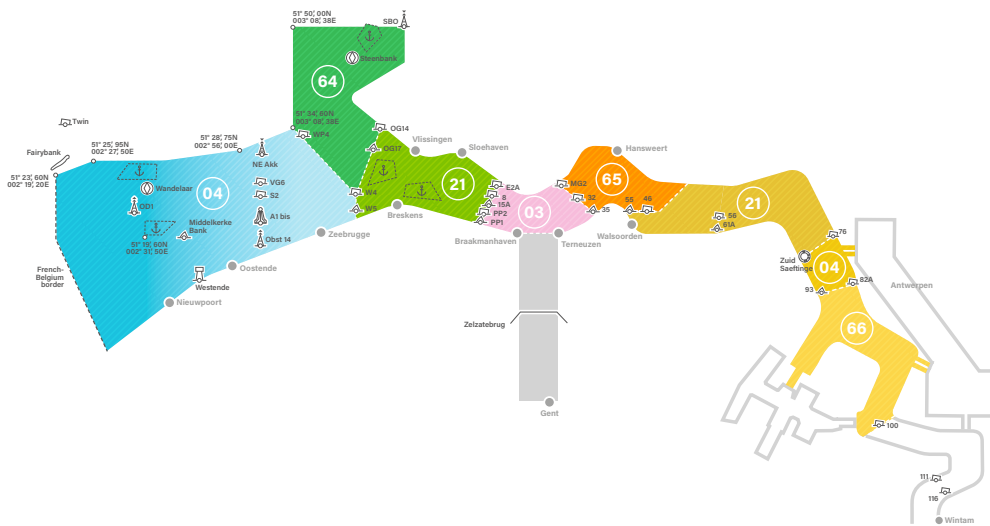 51° 50', 00N
003° 08', 38E
SBO
Steenbank
64
51° 34', 60N
003° 08', 38E
WP4
OG14
Twin
51° 25', 95N
002° 27', 50E
51° 28', 75N
002° 56', 00E
Vlissingen
Sloehaven
Hansweert
Fairybank
NE Akk
OG17
51° 23', 60N
002° 19', 20E
Wandelaar
04
VG6
S2
W4
21
E2A
8
15A
PP2
PP1
MG2
65
32
35
55
46
21
OD1
Middelkerke
Bank
A1 bis
W5
Breskens
03
56
61A
51° 19', 60N
002° 31', 50E
Obst 14
Zeebrugge
Braakmanhaven
Terneuzen
Walsoorden
76
French-
Belgium
border
Oostende
Westende
Nieuwpoort
Zuid
Saeftinge
04
93
82A
Antwerpen
Zelzatebrug
66
Gent
100
111
116
Wintam